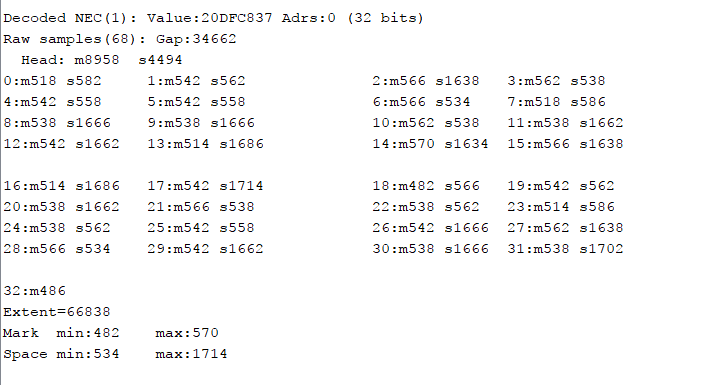 Decoded NEC(1): Value:20DFC837 Adrs:0 (32 bits)
Raw samples(68): Gap:34662
Head: m8958 s4494
0:m518 s582 1:m542 s562 2:m566 s1638 3:m562 s538
4:m542 s558 5:m542 s558 6:m566 s534 7:m518 s586
8:m538 s1666 9:m538 s1666 10:m562 s538 11:m538 s1662
12:m542 s1662 13:m514 s1686 14:m570 s1634 15:m566 s1638
16:m514 s1686 17:m542 s1714 18:m482 s566 19:m542 s562
20:m538 s1662 21:m566 s538 22:m538 s562 23:m514 s586
24:m538 s562 25:m542 s558 26:m542 s1666 27:m562 s1638
28:m566 s534 29:m542 s1662 30:m538 s1666 31:m538 s1702
32:m486
Extent=66838
Mark min:482 max:570
Space min:534 max:1714